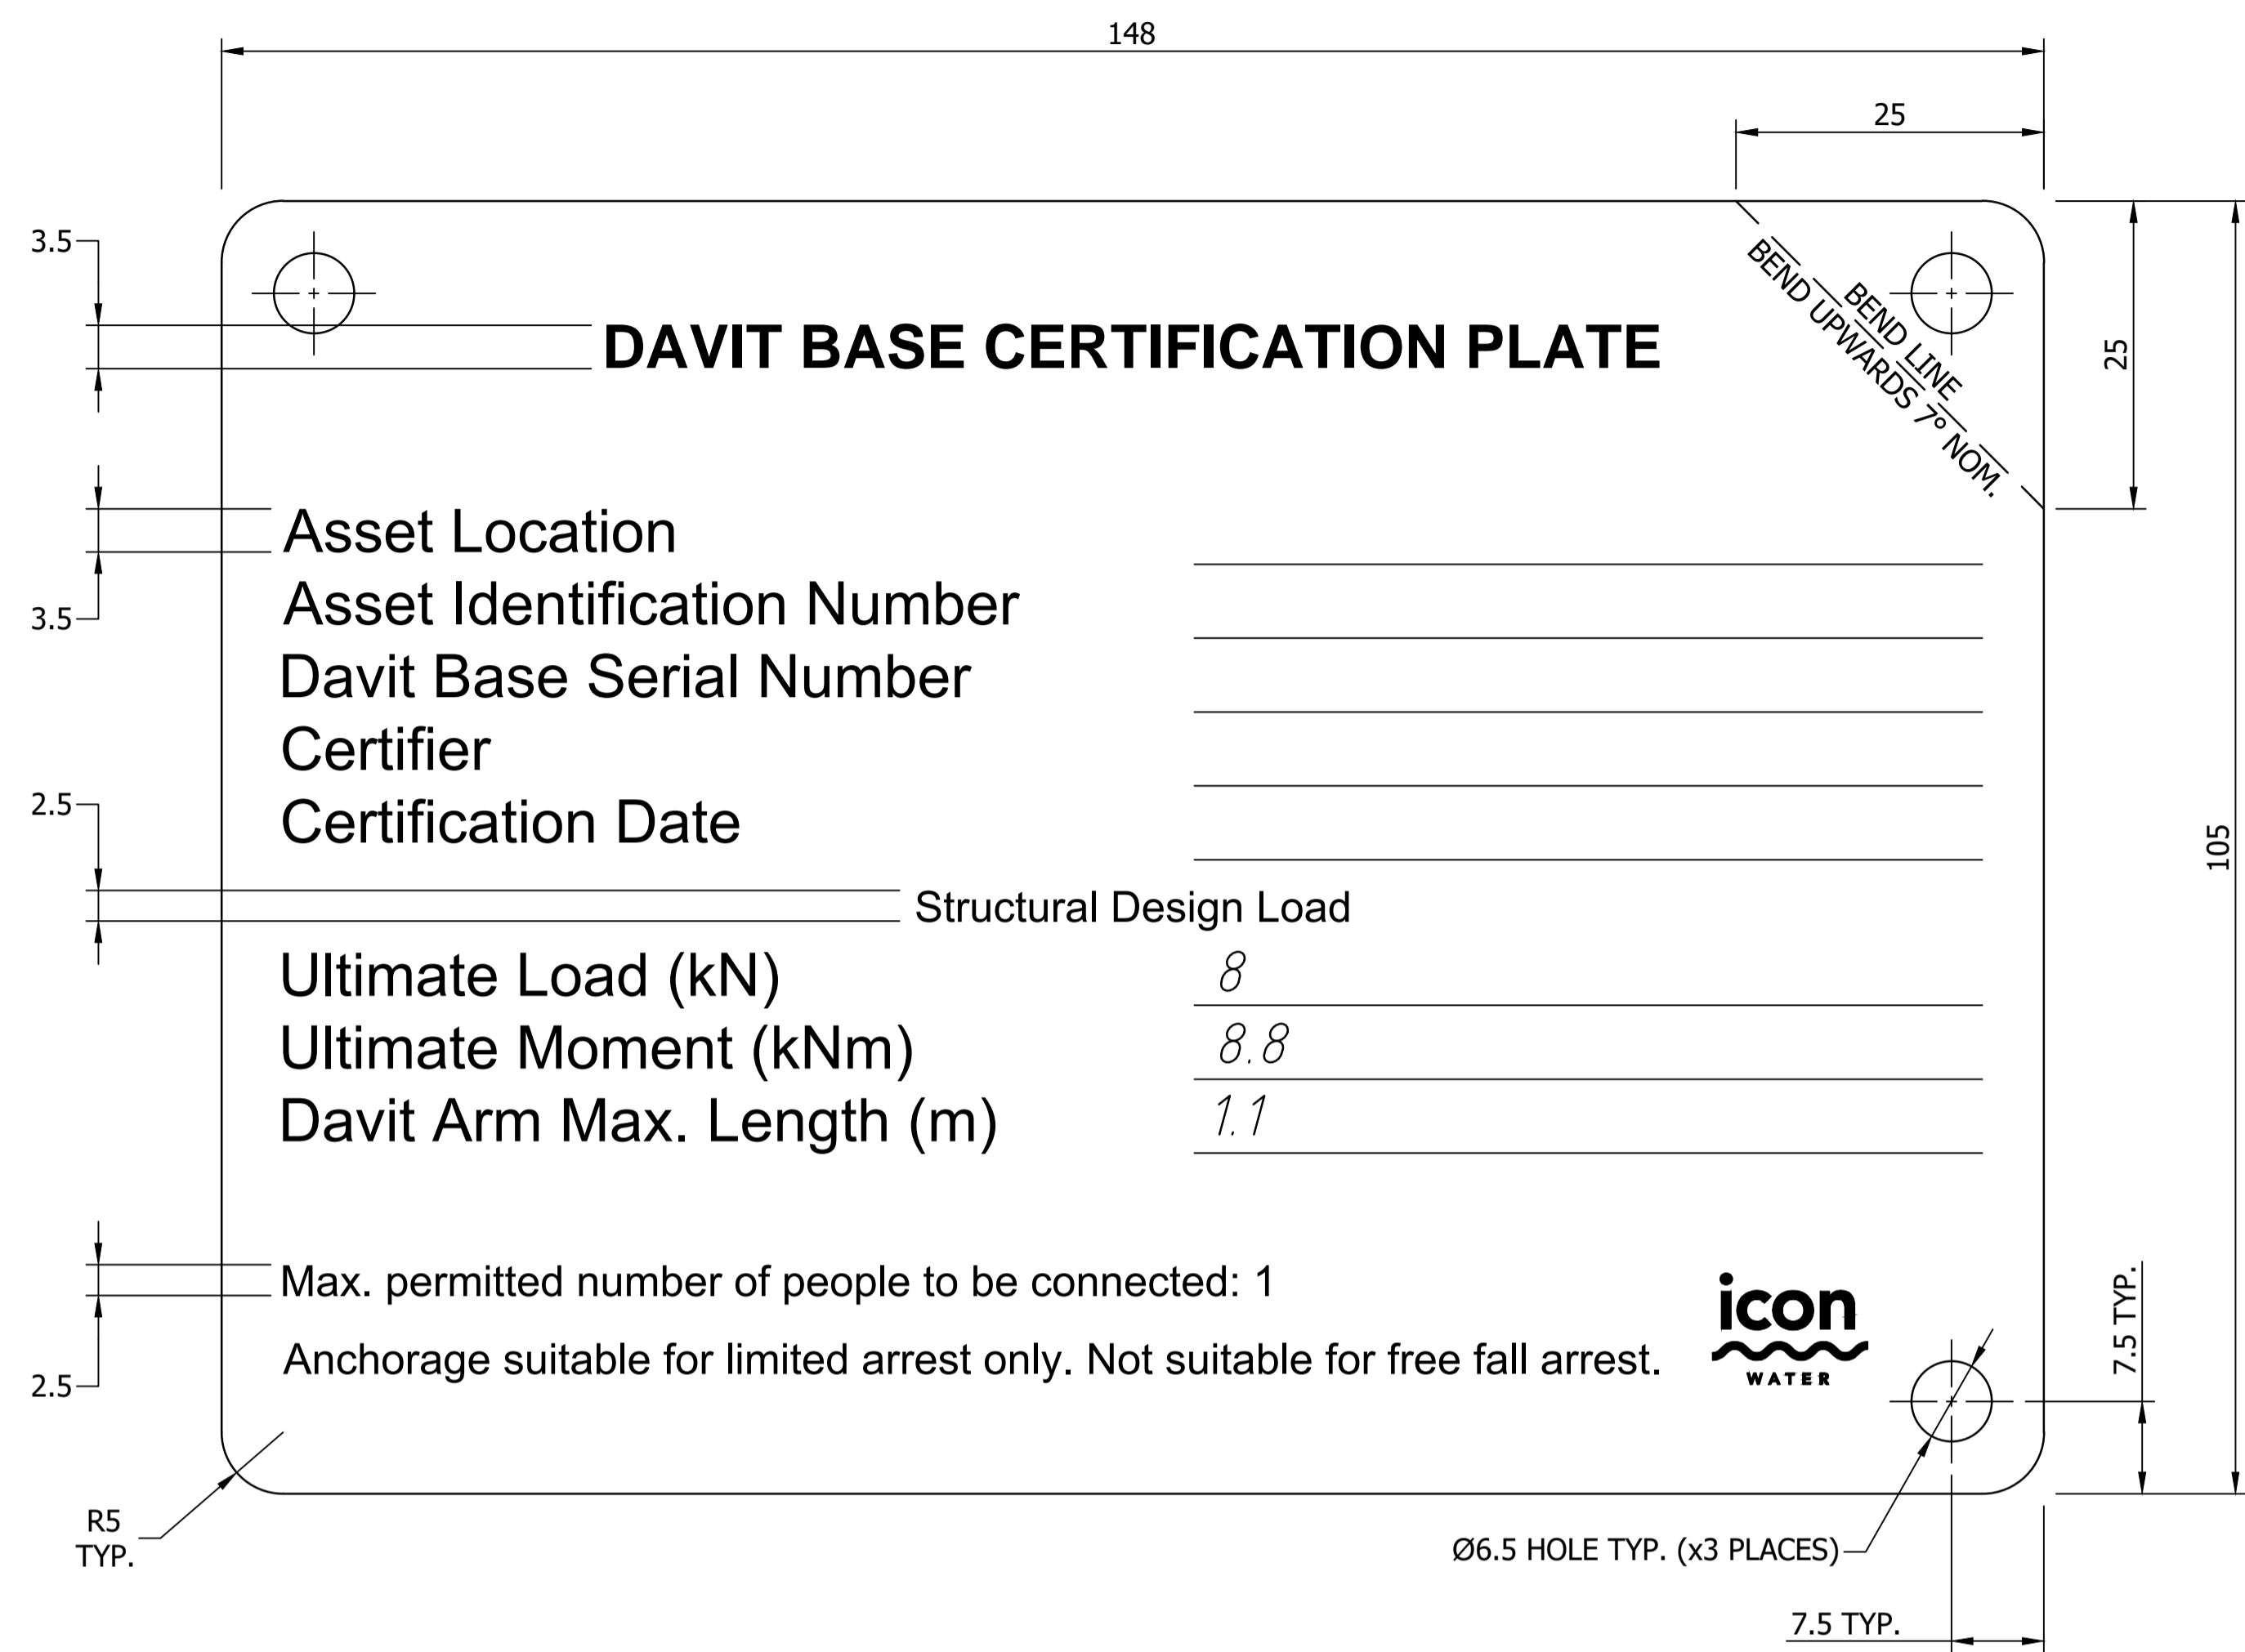 148
25
3.5
BEND LINE
BEND UPWARDS 7° NOM.
25
DAVIT BASE CERTIFICATION PLATE
Asset Location
3.5
Asset Identification Number
Davit Base Serial Number
Certifier
2.5
Certification Date
105
Structural Design Load
Ultimate Load (kN) 8
Ultimate Moment (kNm) 8.8
Davit Arm Max. Length (m) 1.1
Max. permitted number of people to be connected: 1
icon
WATER
7.5 TYP.
Anchorage suitable for limited arrest only. Not suitable for free fall arrest.
2.5
R5
TYP.
Ø6.5 HOLE TYP. (x3 PLACES)
7.5 TYP.